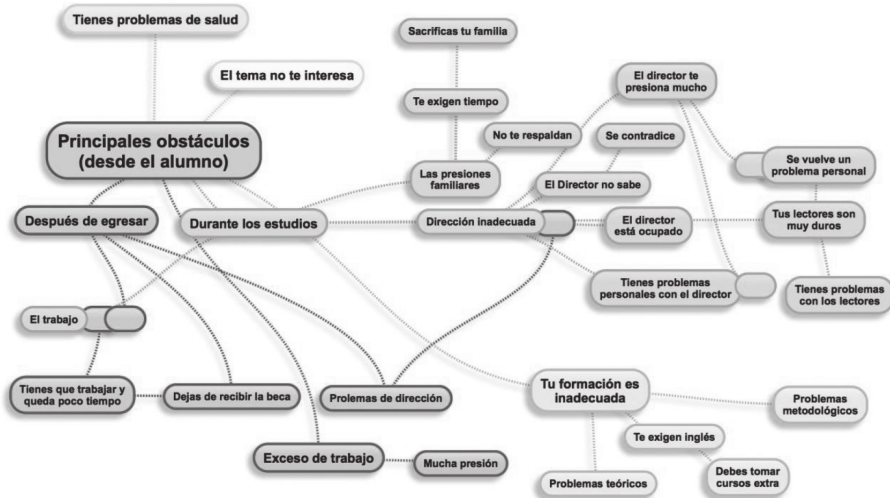 Tienes problemas de salud
El tema no te interesa
Principales obstáculos
(desde el alumno)
Sacrificas tu familia
Te exigen tiempo
No te respaldan
Las presiones
familiares
El director te
presiona mucho
Se contradice
Se vuelve un
problema personal
El Director no sabe
Después de egresar
Durante los estudios
Dirección inadecuada
El director
está ocupado
Tus lectores son
muy duros
Tienes problemas
personales con el director
Tienes problemas
con los lectores
El trabajo
Tienes que trabajar y
queda poco tiempo
Dejas de recibir la beca
Prolemas de dirección
Tu formación es
inadecuada
Problemas
metodológicos
Te exigen inglés
Exceso de trabajo
Mucha presión
Problemas teóricos
Debes tomar
cursos extra